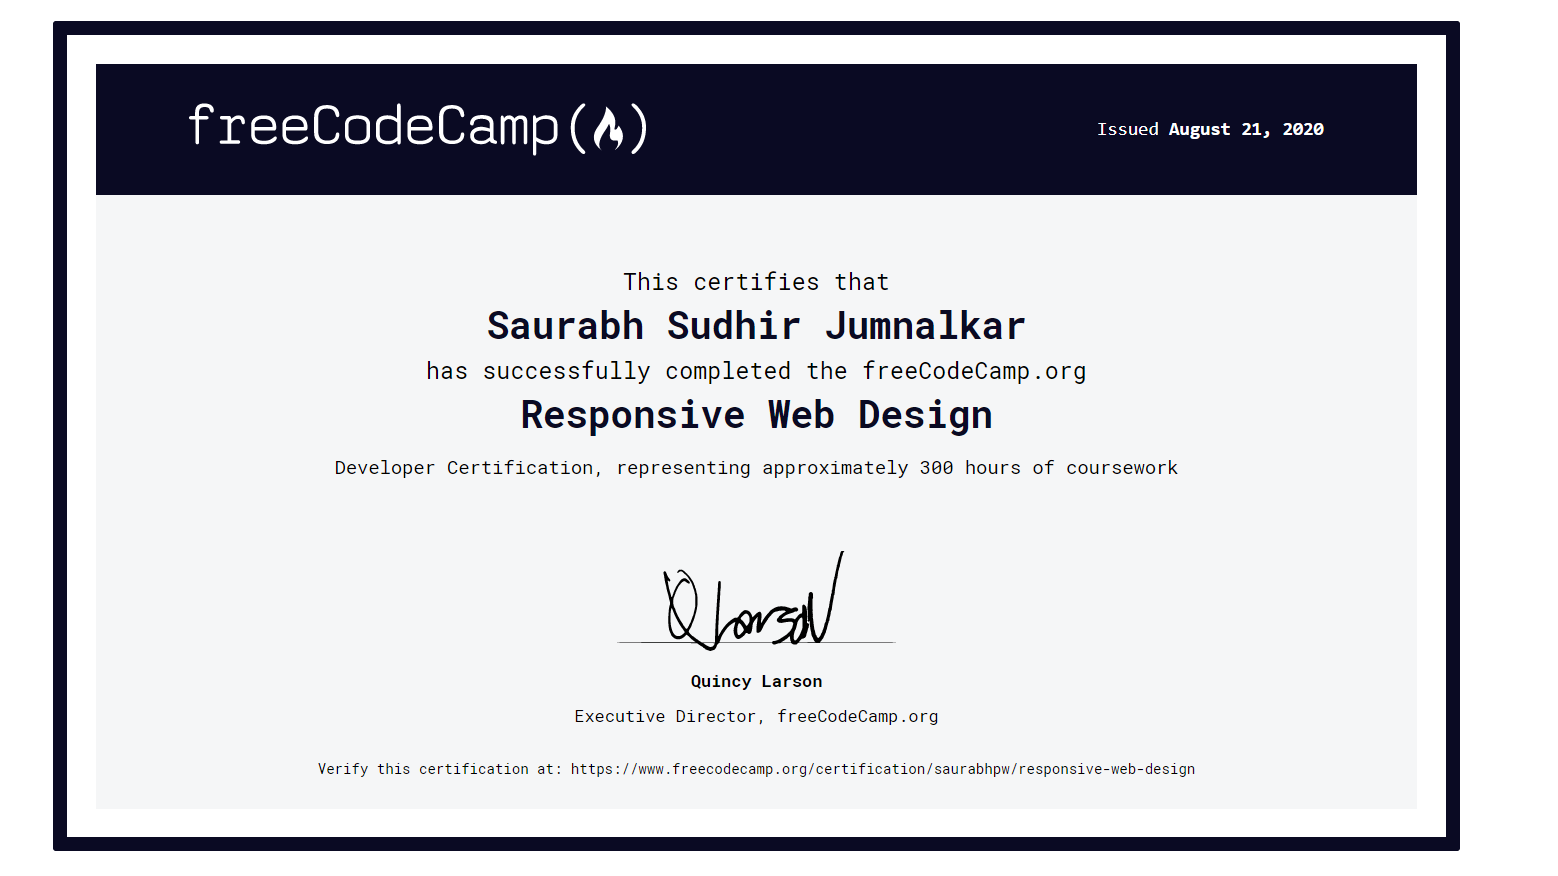 freeCodeCamp
Issued August 21, 2020
This certifies that
Saurabh Sudhir Jumnalkar
has successfully completed the freeCodeCamp.org
Responsive Web Design
Developer Certification, representing approximately 300 hours of coursework
QLarson
Quincy Larson
Executive Director, freeCodeCamp.org
Verify this certification at: https://www.freecodecamp.org/certification/saurabhpw/responsive-web-design